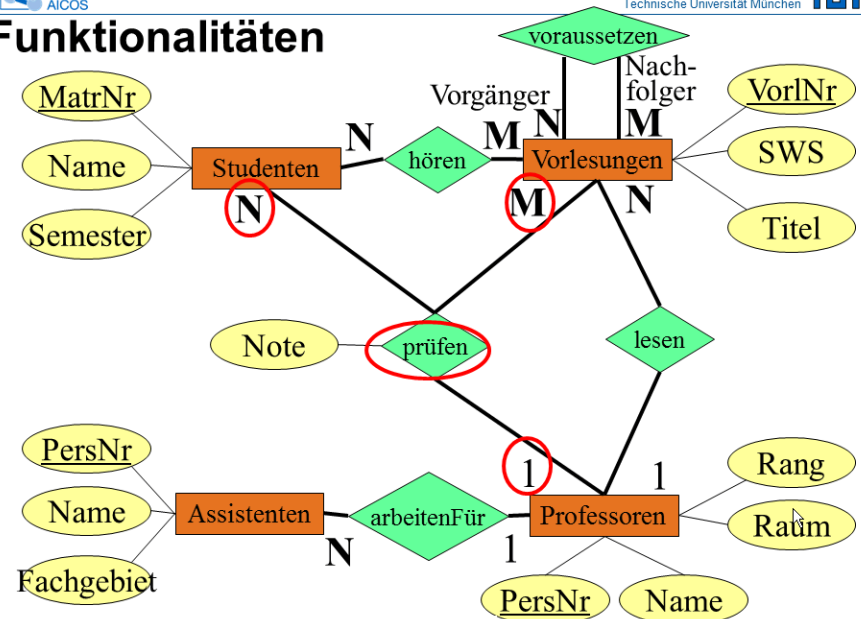 AICOS
Technische Universität München
Funktionalitäten
voraussetzen
Nach-
folger
Vorgänger
MatrNr
VorlNr
N
M
N
M
Name
Studenten
hören
Vorlesungen
SWS
N
M
N
Semester
Titel
Note
prüfen
lesen
PersNr
1
1
Rang
Name
Assistenten
arbeitenFür
Professoren
Raum
N
1
Fachgebiet
PersNr
Name